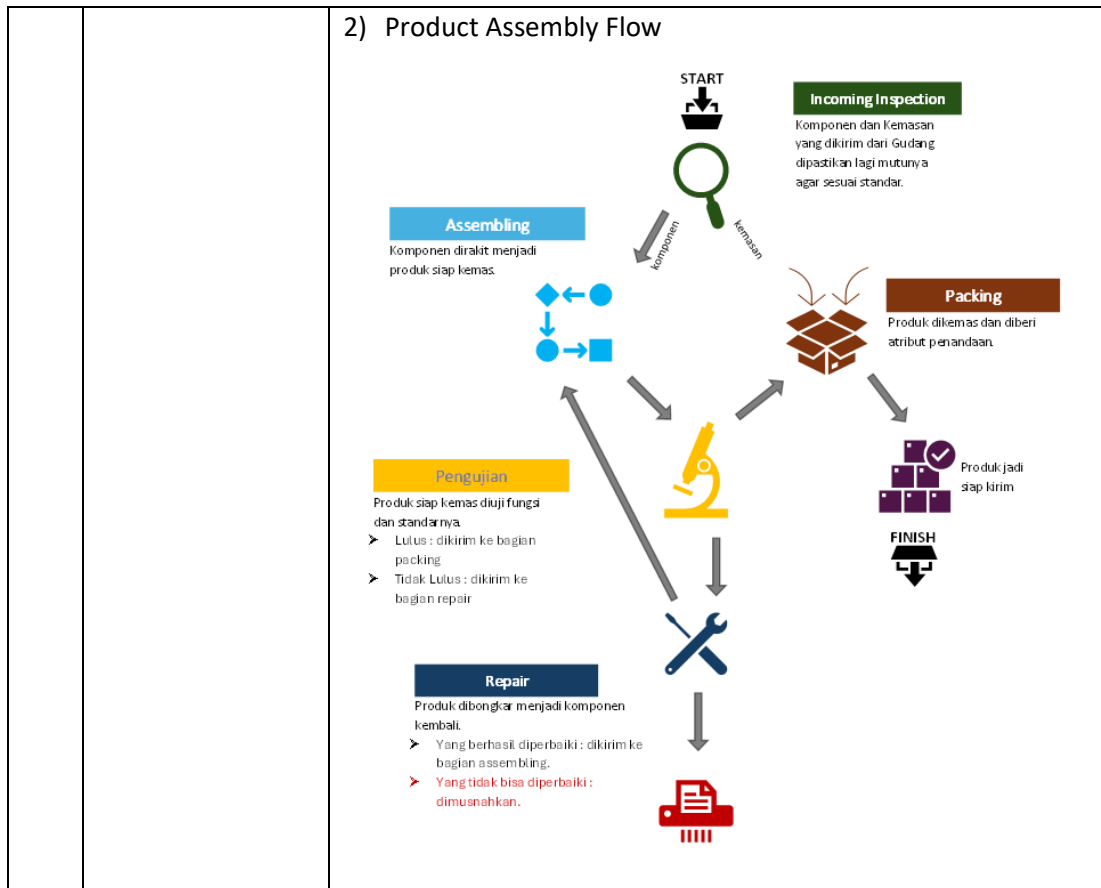 2) Product Assembly Flow
START
Incoming Inspection
Komponen dan Kemasan
yang dikirim dari Gudang
dipastikan lagi mutunya
agar sesuai standar.
komponen
kemasan
Assembling
Komponen dirakit menjadi
produk siap kemas.
Packing
Produk dikemas dan diberi
atribut penandaan.
Pengujian
Produk siap kemas diuji fungsi
dan standarnya.
➤ Lulus : dikirim ke bagian
packing
➤ Tidak Lulus : dikirim ke
bagian repair
Produk jadi
siap kirim
FINISH
Repair
Produk dibongkar menjadi komponen
kembali.
➤ Yang berhasil diperbaiki : dikirim ke
bagian assembling.
➤ Yang tidak bisa diperbaiki :
dimusnahkan.